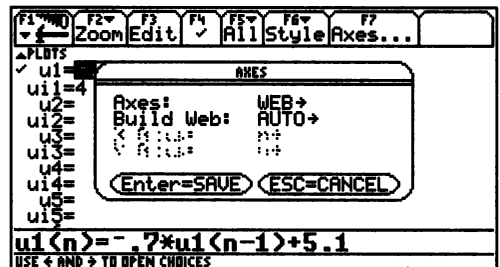 F1 F2 Zoom F3 Edit F4 ✓ F5 All F6 Style F7 Axes...
PLOTS
✓ u1=
ui1=4
u2=
ui2=
u3=
ui3=
u4=
ui4=
u5=
ui5=
AXES
Axes: WEB→
Build Web: AUTO→
Enter=SAVE ESC=CANCEL
u1(n)=-.7*u1(n-1)+5.1
USE ← AND → TO OPEN CHOICES